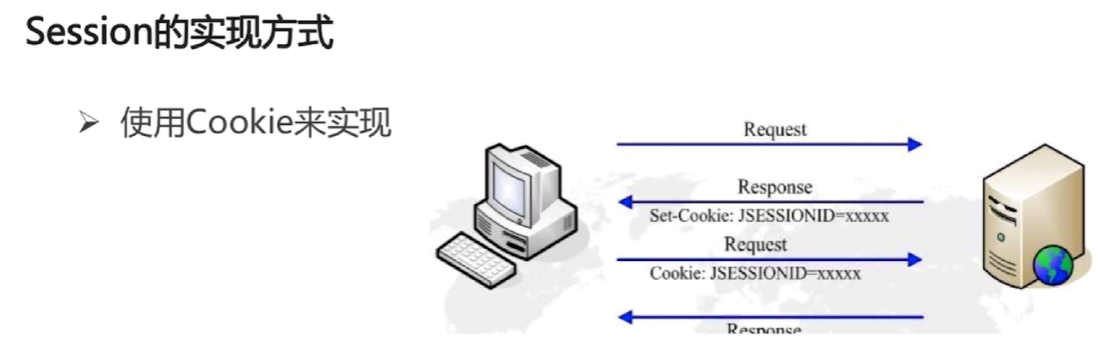 Session的实现方式
➢ 使用Cookie来实现
Request
Response
Set-Cookie: JSESSIONID=xxxxx
Request
Cookie: JSESSIONID=xxxxx
Response